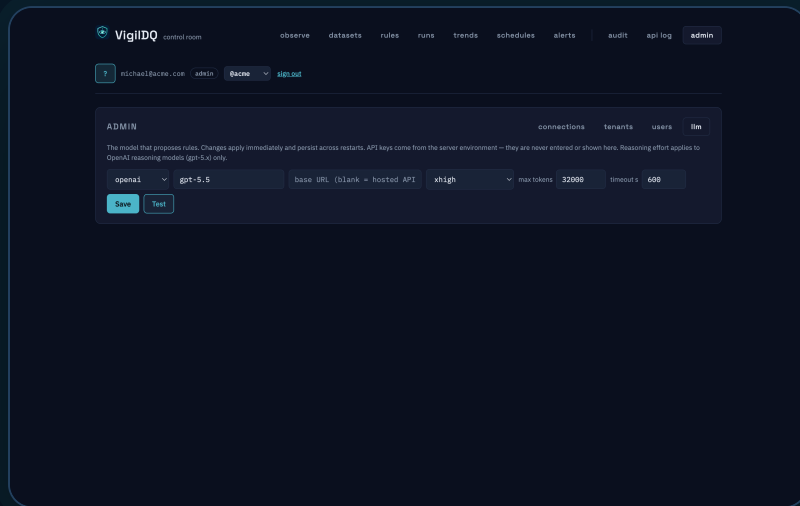 VigilDQ control room observe datasets rules runs trends schedules alerts audit api log admin
? michael@acme.com admin @acme sign out
ADMIN connections tenants users llm
The model that proposes rules. Changes apply immediately and persist across restarts. API keys come from the server environment — they are never entered or shown here. Reasoning effort applies to
OpenAI reasoning models (gpt-5.x) only.
openai gpt-5.5 base URL (blank = hosted API xhigh max tokens 32000 timeout s 600
Save Test